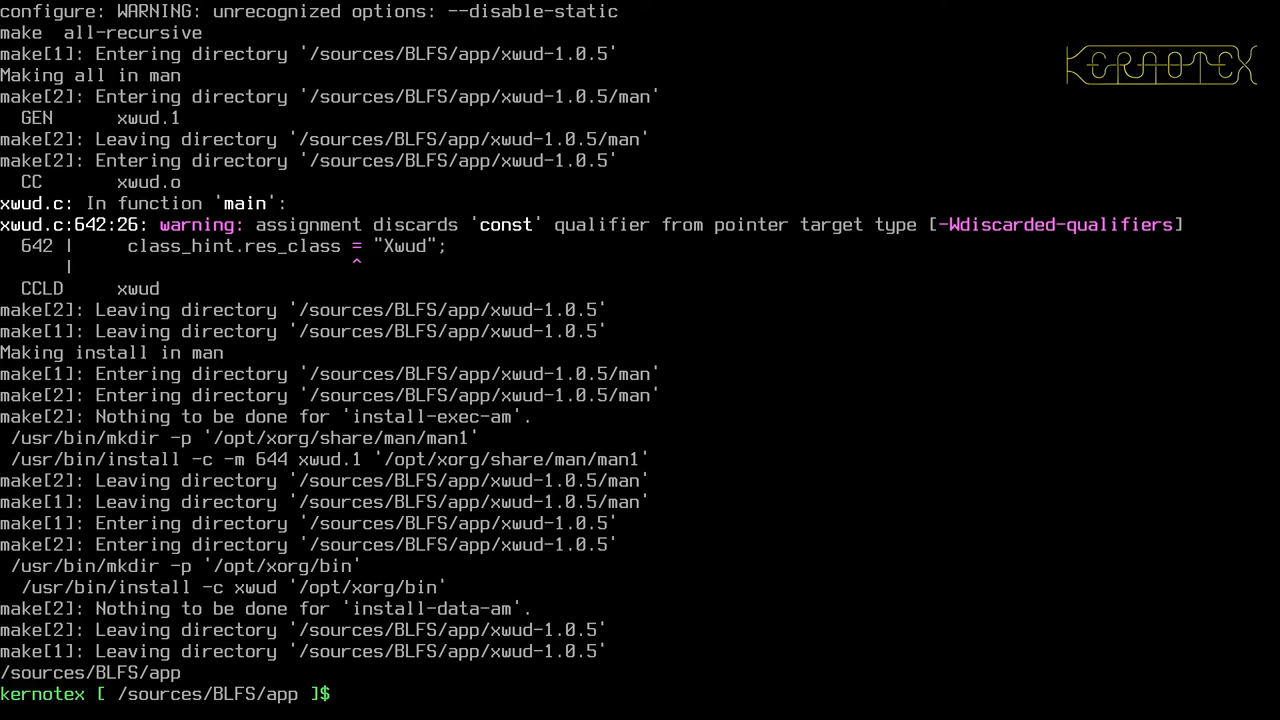 configure: WARNING: unrecognized options: --disable-static
make  all-recursive
make[1]: Entering directory '/sources/BLFS/app/xwud-1.0.5'
Making all in man
make[2]: Entering directory '/sources/BLFS/app/xwud-1.0.5/man'
  GEN      xwud.1
make[2]: Leaving directory '/sources/BLFS/app/xwud-1.0.5/man'
make[2]: Entering directory '/sources/BLFS/app/xwud-1.0.5'
  CC       xwud.o
xwud.c: In function 'main':
xwud.c:642:26: warning: assignment discards 'const' qualifier from pointer target type [-Wdiscarded-qualifiers]
  642 |     class_hint.res_class = "Xwud";
      |                          ^
  CCLD     xwud
make[2]: Leaving directory '/sources/BLFS/app/xwud-1.0.5'
make[1]: Leaving directory '/sources/BLFS/app/xwud-1.0.5'
Making install in man
make[1]: Entering directory '/sources/BLFS/app/xwud-1.0.5/man'
make[2]: Entering directory '/sources/BLFS/app/xwud-1.0.5/man'
make[2]: Nothing to be done for 'install-exec-am'.
 /usr/bin/mkdir -p '/opt/xorg/share/man/man1'
 /usr/bin/install -c -m 644 xwud.1 '/opt/xorg/share/man/man1'
make[2]: Leaving directory '/sources/BLFS/app/xwud-1.0.5/man'
make[1]: Leaving directory '/sources/BLFS/app/xwud-1.0.5/man'
make[1]: Entering directory '/sources/BLFS/app/xwud-1.0.5'
make[2]: Entering directory '/sources/BLFS/app/xwud-1.0.5'
 /usr/bin/mkdir -p '/opt/xorg/bin'
  /usr/bin/install -c xwud '/opt/xorg/bin'
make[2]: Nothing to be done for 'install-data-am'.
make[2]: Leaving directory '/sources/BLFS/app/xwud-1.0.5'
make[1]: Leaving directory '/sources/BLFS/app/xwud-1.0.5'
/sources/BLFS/app
kernotex [ /sources/BLFS/app ]$
KERNOTEX